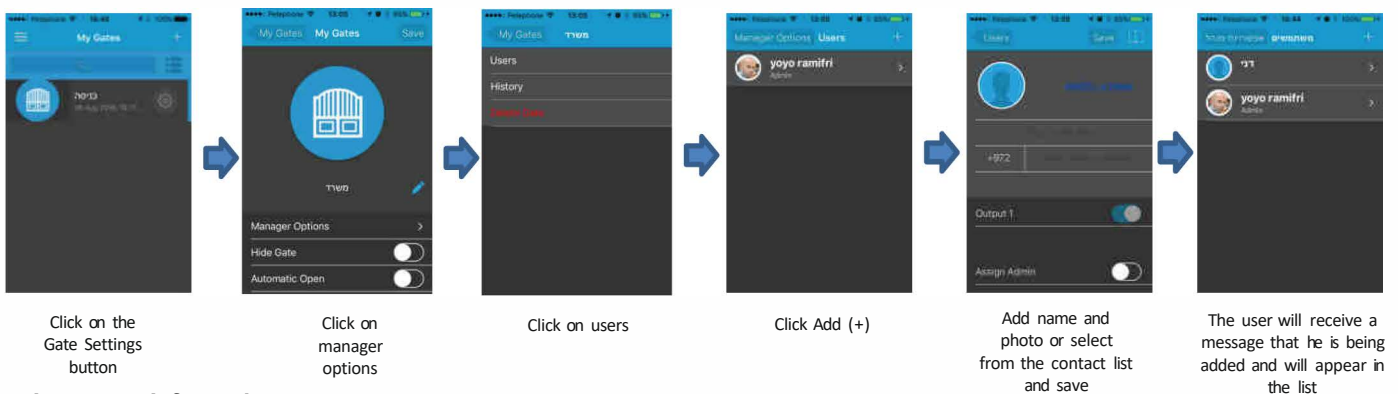 My Gates +
כניסה
Click on the
Gate Settings
button
13:05
My Gates My Gates Save
משרד
Manager Options >
Hide Gate
Automatic Open
Click on
manager
options
13:05
My Gates משרד
Users
History
Click on users
Manager Options Users +
yoyo ramifri
Admin
Click Add (+)
Users Save
+972
Output 1
Assign Admin
Add name and
photo or select
from the contact list
and save
משתמשים +
דני
yoyo ramifri
Admin
The user will receive a
message that he is being
added and will appear in
the list